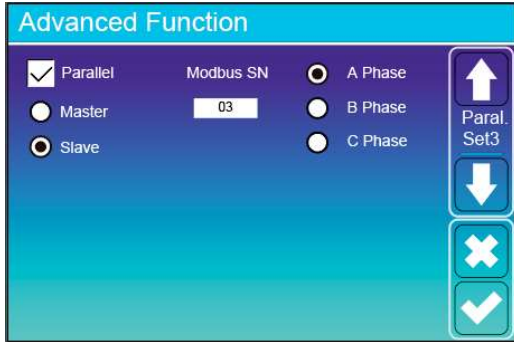 Advanced Function
Parallel Modbus SN A Phase
Master 03 B Phase
Slave C Phase
Paral.
Set3